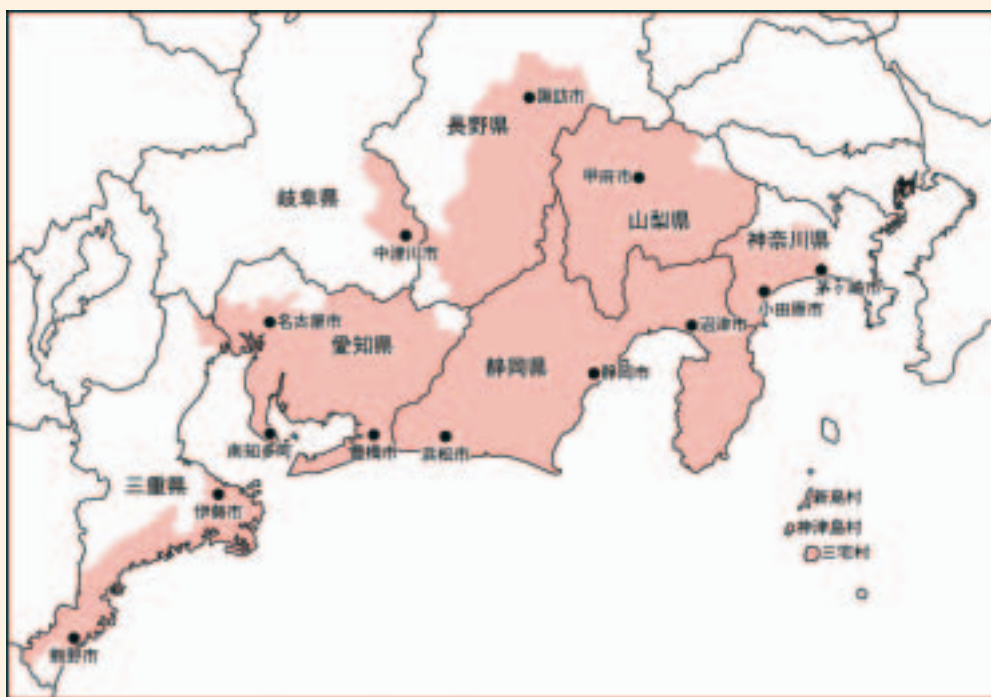 諏訪市
長野県
甲府市
岐阜県
山梨県
神奈川県
中津川市
茅ヶ崎市
小田原市
名古屋市
沼津市
愛知県
静岡県
静岡市
南知多町
豊橋市
浜松市
三重県
伊勢市
新島村
神津島村
三宅村
熊野市